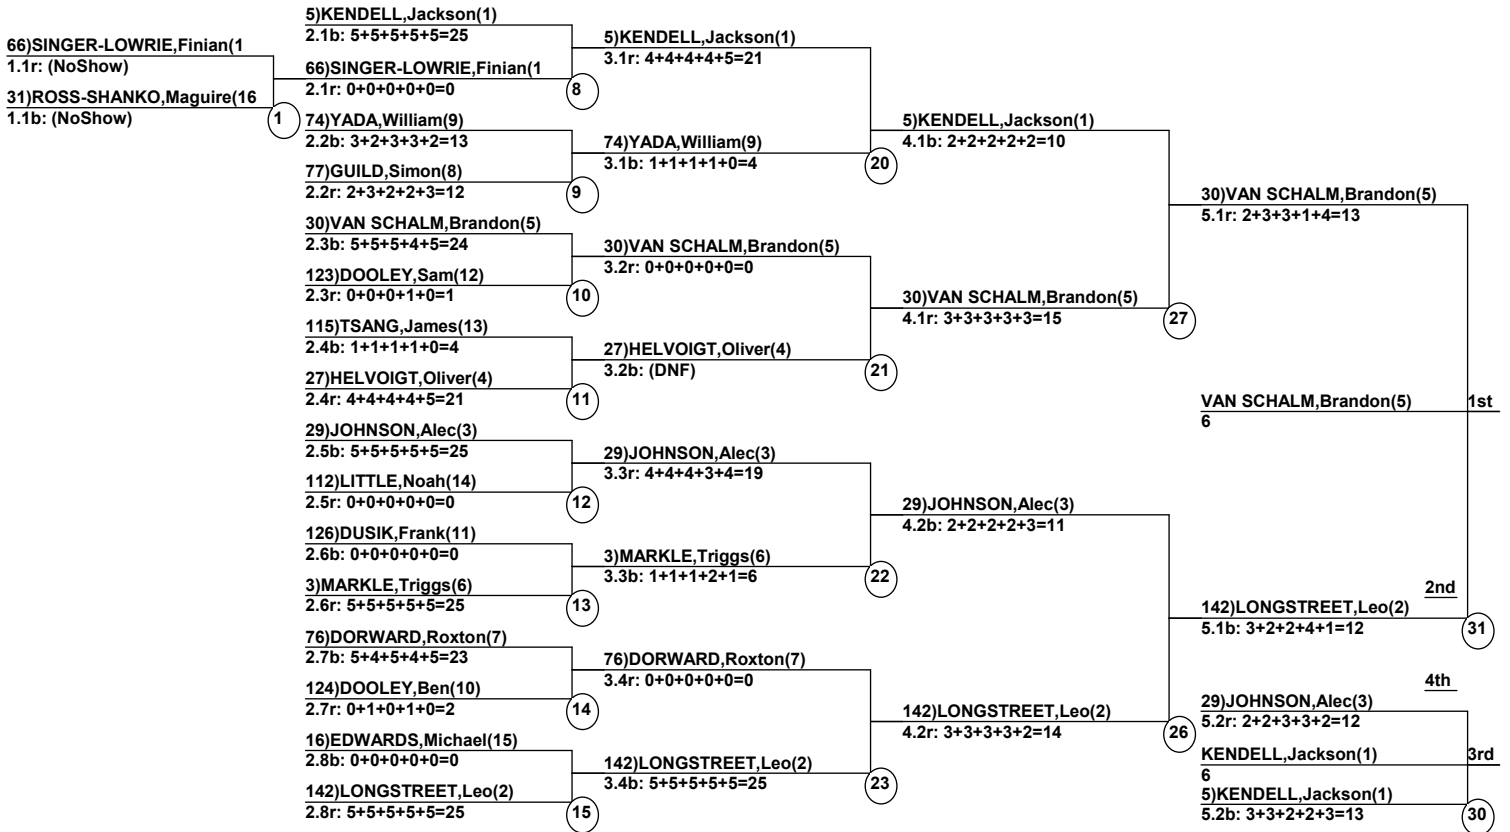 66)SINGER-LOWRIE,Finian(1
1.1r: (NoShow)
31)ROSS-SHANKO,Maguire(16
1.1b: (NoShow)
1
5)KENDELL,Jackson(1)
2.1b: 5+5+5+5+5=25
66)SINGER-LOWRIE,Finian(1
2.1r: 0+0+0+0+0=0
8
74)YADA,William(9)
2.2b: 3+2+3+3+2=13
77)GUILD,Simon(8)
2.2r: 2+3+2+2+3=12
9
30)VAN SCHALM,Brandon(5)
2.3b: 5+5+5+4+5=24
123)DOOLEY,Sam(12)
2.3r: 0+0+0+1+0=1
10
115)TSANG,James(13)
2.4b: 1+1+1+1+0=4
27)HELVOIGT,Oliver(4)
2.4r: 4+4+4+4+5=21
11
29)JOHNSON,Alec(3)
2.5b: 5+5+5+5+5=25
112)LITTLE,Noah(14)
2.5r: 0+0+0+0+0=0
12
126)DUSIK,Frank(11)
2.6b: 0+0+0+0+0=0
3)MARKLE,Triggs(6)
2.6r: 5+5+5+5+5=25
13
76)DORWARD,Roxton(7)
2.7b: 5+4+5+4+5=23
124)DOOLEY,Ben(10)
2.7r: 0+1+0+1+0=2
14
16)EDWARDS,Michael(15)
2.8b: 0+0+0+0+0=0
142)LONGSTREET,Leo(2)
2.8r: 5+5+5+5+5=25
15
5)KENDELL,Jackson(1)
3.1r: 4+4+4+4+5=21
74)YADA,William(9)
3.1b: 1+1+1+1+0=4
20
30)VAN SCHALM,Brandon(5)
3.2r: 0+0+0+0+0=0
27)HELVOIGT,Oliver(4)
3.2b: (DNF)
21
29)JOHNSON,Alec(3)
3.3r: 4+4+4+3+4=19
3)MARKLE,Triggs(6)
3.3b: 1+1+1+2+1=6
22
76)DORWARD,Roxton(7)
3.4r: 0+0+0+0+0=0
142)LONGSTREET,Leo(2)
3.4b: 5+5+5+5+5=25
23
5)KENDELL,Jackson(1)
4.1b: 2+2+2+2+2=10
30)VAN SCHALM,Brandon(5)
4.1r: 3+3+3+3+3=15
27
29)JOHNSON,Alec(3)
4.2b: 2+2+2+2+3=11
142)LONGSTREET,Leo(2)
4.2r: 3+3+3+3+2=14
26
30)VAN SCHALM,Brandon(5)
5.1r: 2+3+3+1+4=13
VAN SCHALM,Brandon(5) 1st
6
2nd
142)LONGSTREET,Leo(2)
5.1b: 3+2+2+4+1=12
31
4th
29)JOHNSON,Alec(3)
5.2r: 2+2+3+3+2=12
KENDELL,Jackson(1) 3rd
6
5)KENDELL,Jackson(1)
5.2b: 3+3+2+2+3=13
30